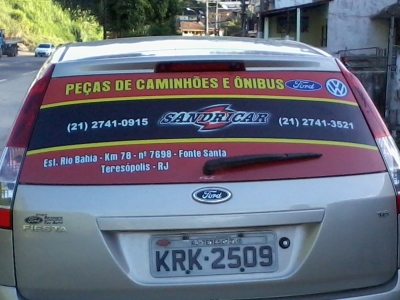 PEÇAS DE CAMINHÕES E ÔNIBUS Ford
(21) 2741-0915 SANDRICAR (21) 2741-3521
Est. Rio Bahia - Km 78 - nº 7698 - Fonte Santa
Teresópolis - RJ
Ford
FIESTA
KRK-2509